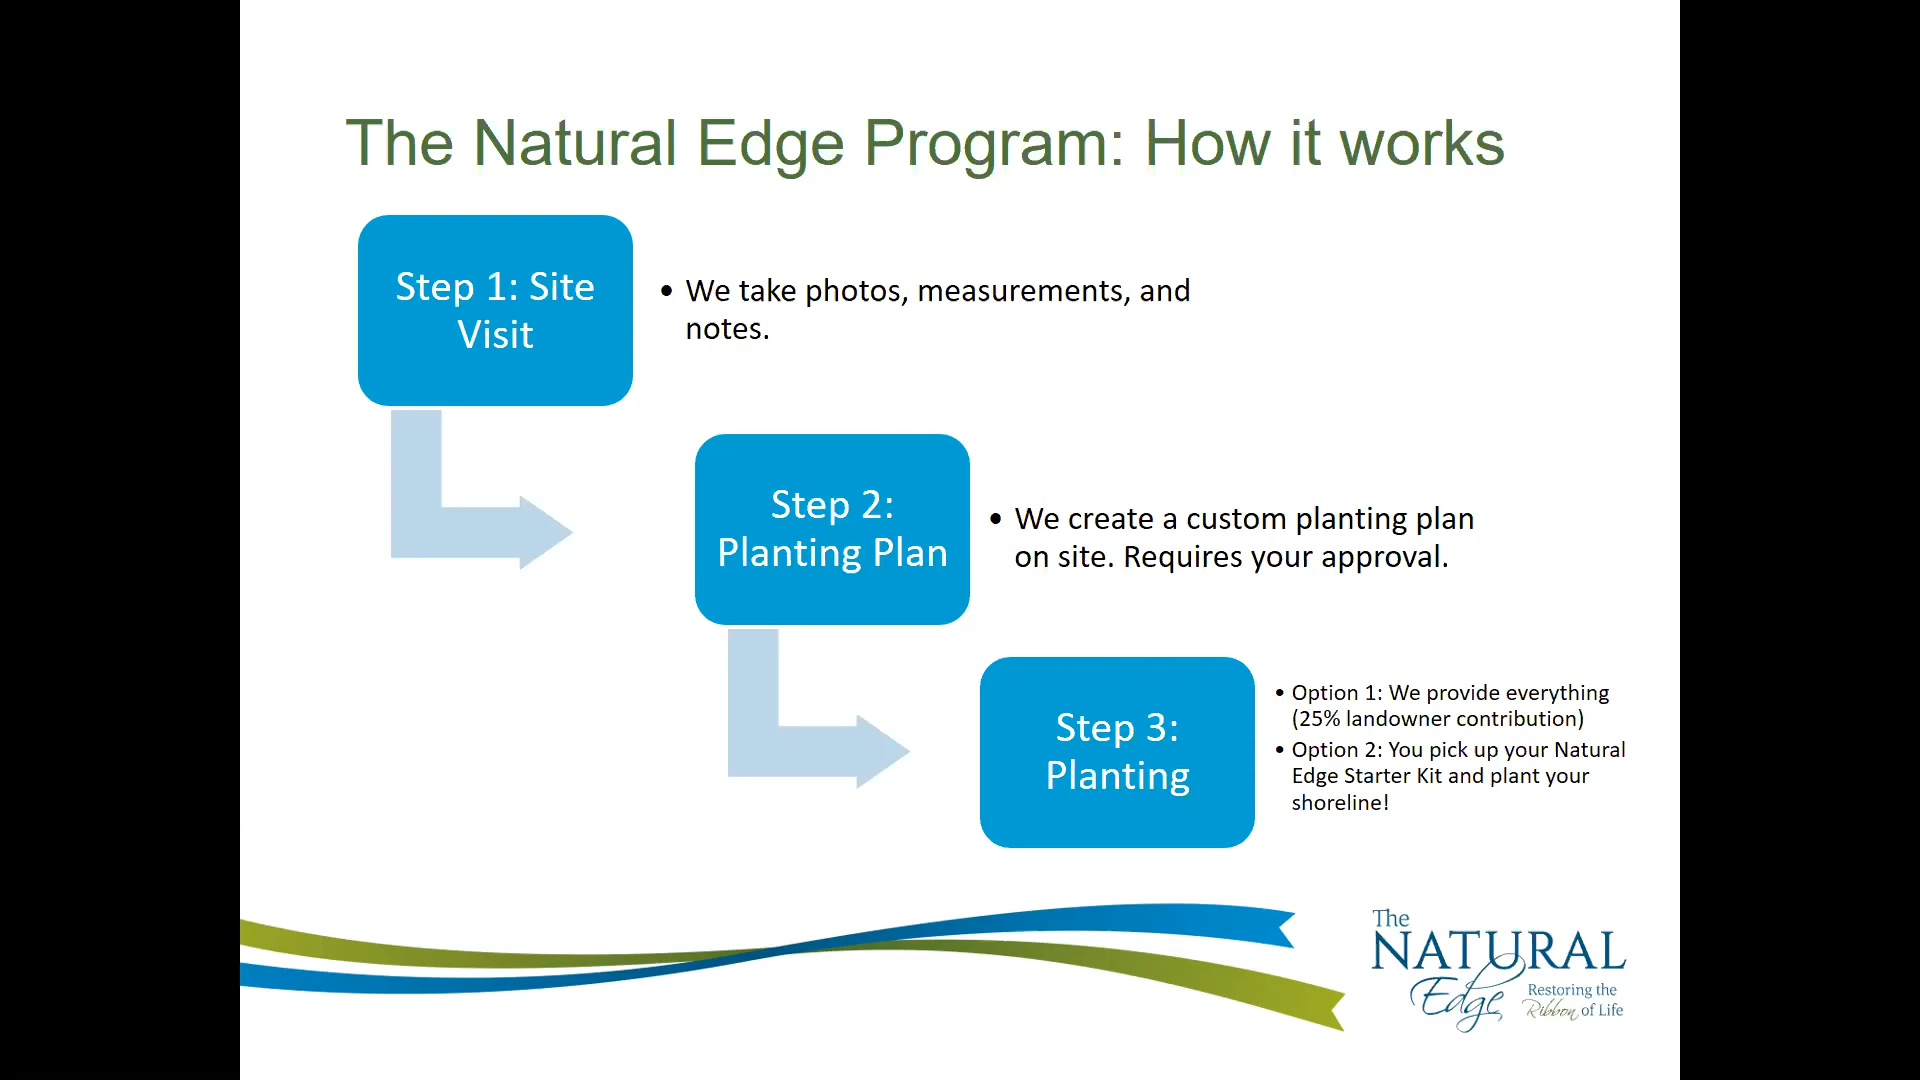 The Natural Edge Program: How it works
Step 1: Site
Visit
• We take photos, measurements, and
notes.
Step 2:
Planting Plan
• We create a custom planting plan
on site. Requires your approval.
Step 3:
Planting
• Option 1: We provide everything
(25% landowner contribution)
• Option 2: You pick up your Natural
Edge Starter Kit and plant your
shoreline!
The
NATURAL
Edge
Restoring the
Ribbon of Life